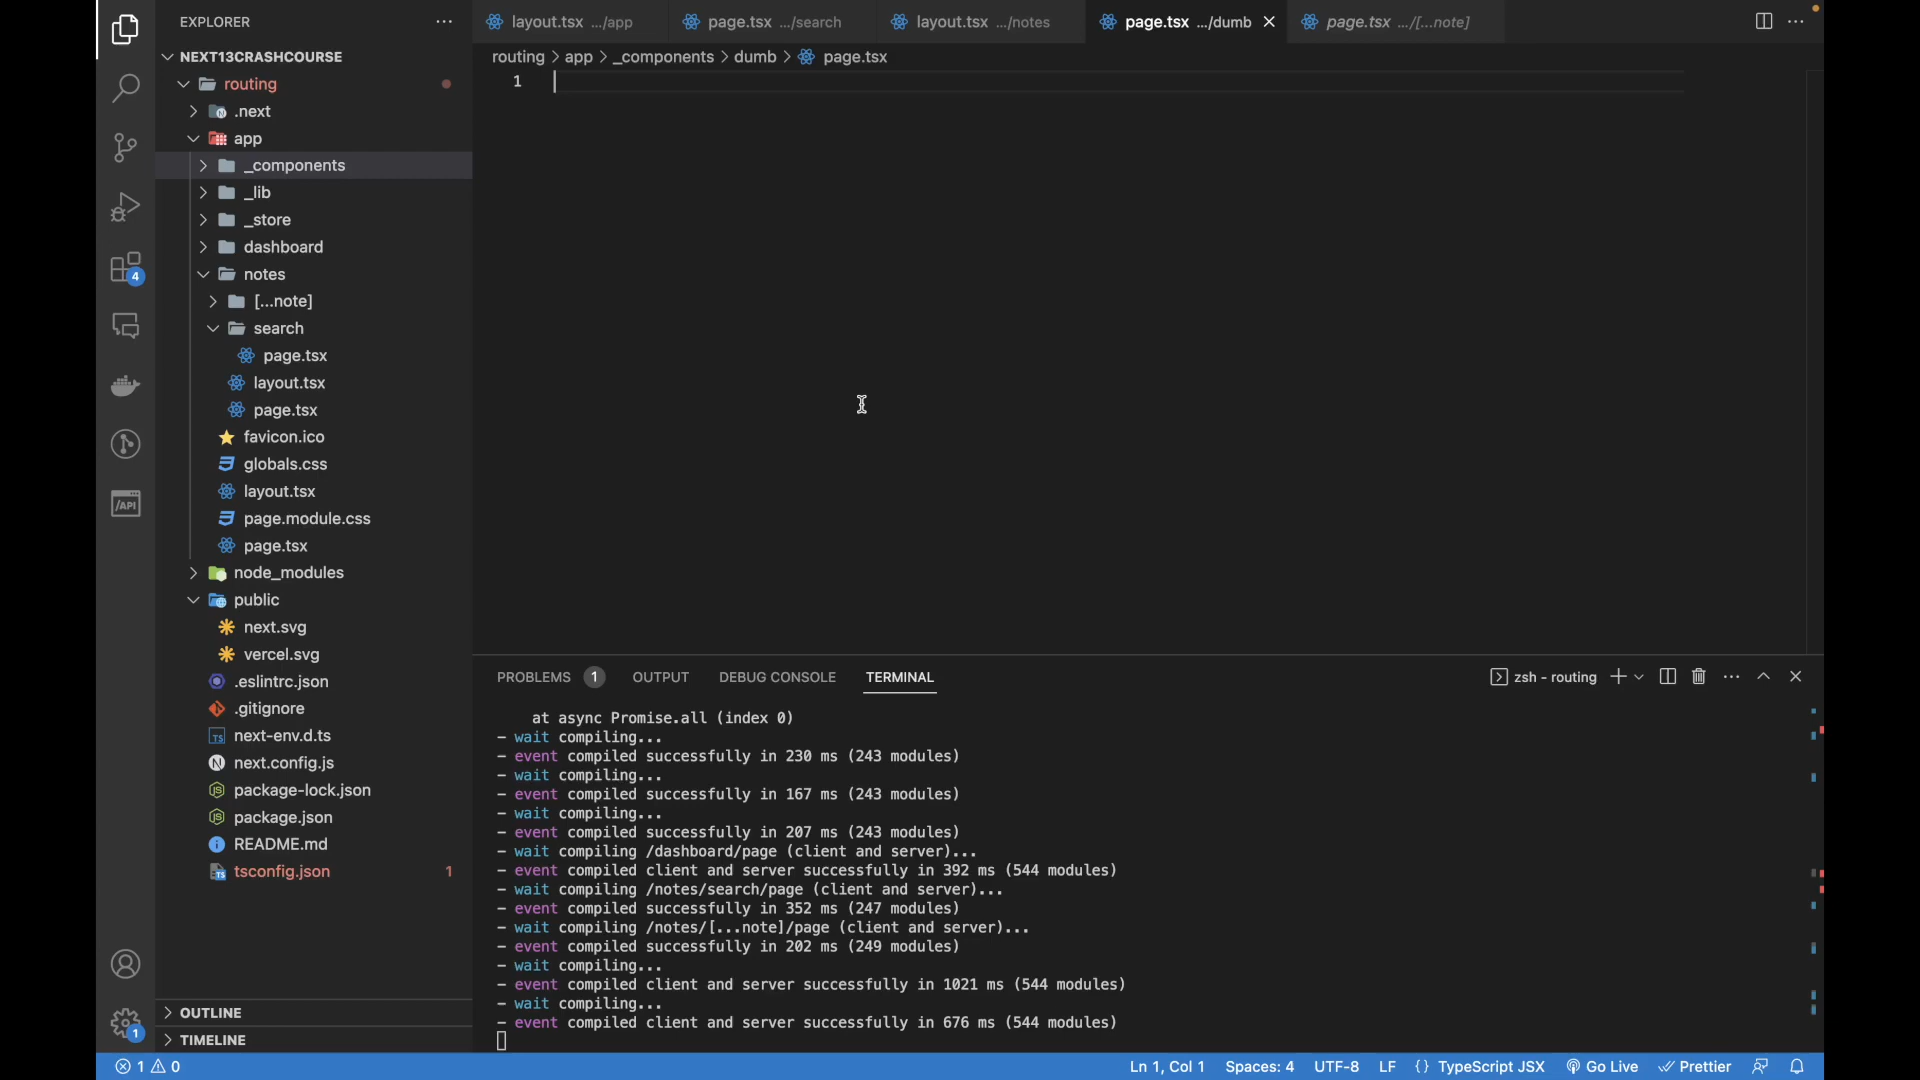 EXPLORER
NEXT13CRASHCOURSE
routing
.next
app
_components
_lib
_store
dashboard
notes
[...note]
search
page.tsx
layout.tsx
page.tsx
favicon.ico
globals.css
layout.tsx
page.module.css
page.tsx
node_modules
public
next.svg
vercel.svg
.eslintrc.json
.gitignore
next-env.d.ts
next.config.js
package-lock.json
package.json
README.md
tsconfig.json 1
OUTLINE
TIMELINE
4
/API
1
layout.tsx .../app page.tsx .../search layout.tsx .../notes page.tsx .../dumb page.tsx .../[...note]
routing > app > _components > dumb > page.tsx
1
PROBLEMS 1 OUTPUT DEBUG CONSOLE TERMINAL zsh - routing
at async Promise.all (index 0)
- wait compiling...
- event compiled successfully in 230 ms (243 modules)
- wait compiling...
- event compiled successfully in 167 ms (243 modules)
- wait compiling...
- event compiled successfully in 207 ms (243 modules)
- wait compiling /dashboard/page (client and server)...
- event compiled client and server successfully in 392 ms (544 modules)
- wait compiling /notes/search/page (client and server)...
- event compiled successfully in 352 ms (247 modules)
- wait compiling /notes/[...note]/page (client and server)...
- event compiled successfully in 202 ms (249 modules)
- wait compiling...
- event compiled client and server successfully in 1021 ms (544 modules)
- wait compiling...
- event compiled client and server successfully in 676 ms (544 modules)
1 0 Ln 1, Col 1 Spaces: 4 UTF-8 LF {} TypeScript JSX Go Live Prettier